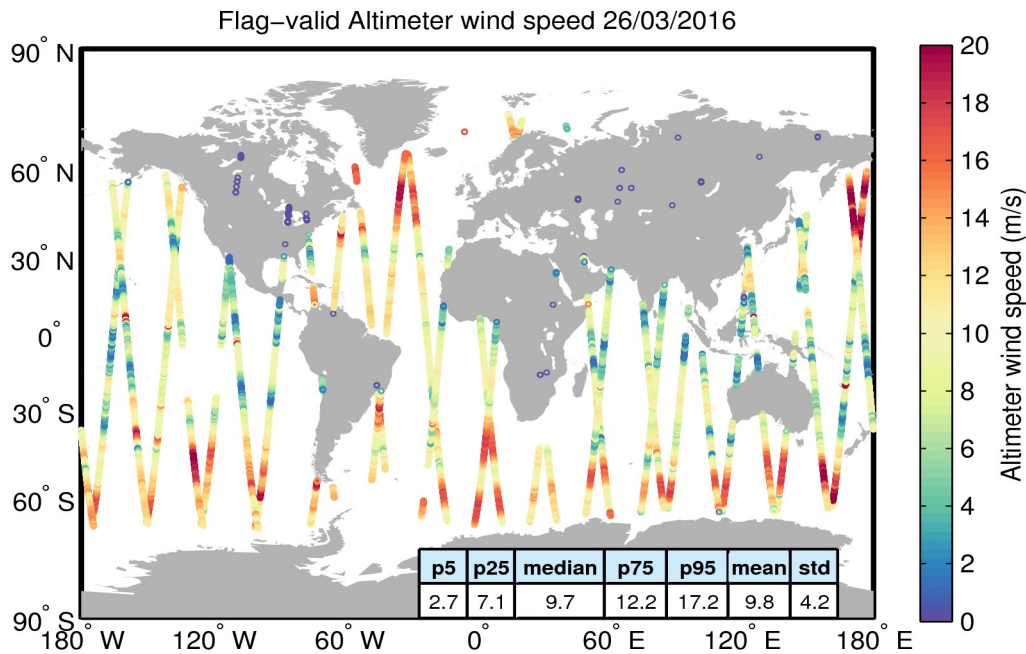 Flag−valid Altimeter wind speed 26/03/2016
90° N
60° N
30° N
0°
30° S
60° S
90° S
180° W
120° W
60° W
0°
60° E
120° E
180° E
p5 p25 median p75 p95 mean std
2.7 7.1 9.7 12.2 17.2 9.8 4.2
20
18
16
14
12
10
8
6
4
2
0
Altimeter wind speed (m/s)